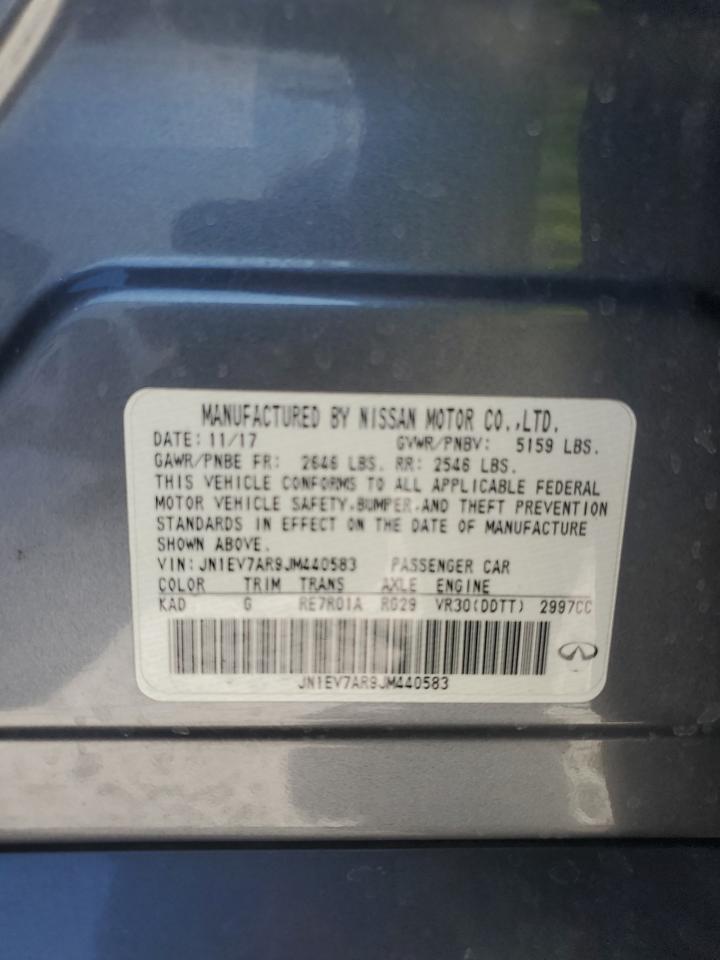 MANUFACTURED BY NISSAN MOTOR CO.,LTD.
DATE: 11/17 GVWR/PNBV: 5159 LBS.
GAWR/PNBE FR: 2646 LBS. RR: 2546 LBS.
THIS VEHICLE CONFORMS TO ALL APPLICABLE FEDERAL
MOTOR VEHICLE SAFETY,BUMPER,AND THEFT PREVENTION
STANDARDS IN EFFECT ON THE DATE OF MANUFACTURE
SHOWN ABOVE.
VIN: JN1EV7AR9JM440583 PASSENGER CAR
COLOR TRIM TRANS AXLE ENGINE
KAD G RE7R01A RG29 VR30(DDTT) 2997CC
JN1EV7AR9JM440583